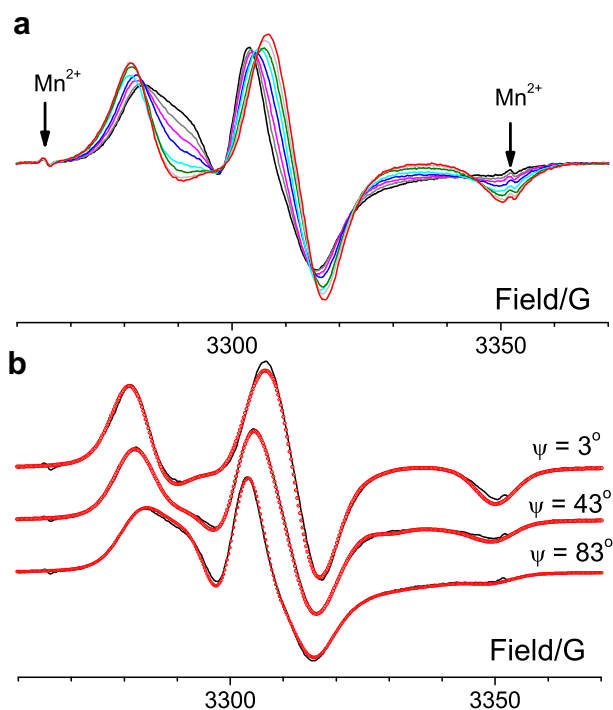 a
Mn²⁺
Mn²⁺
Field/G
3300
3350
b
ψ = 3°
ψ = 43°
ψ = 83°
Field/G
3300
3350